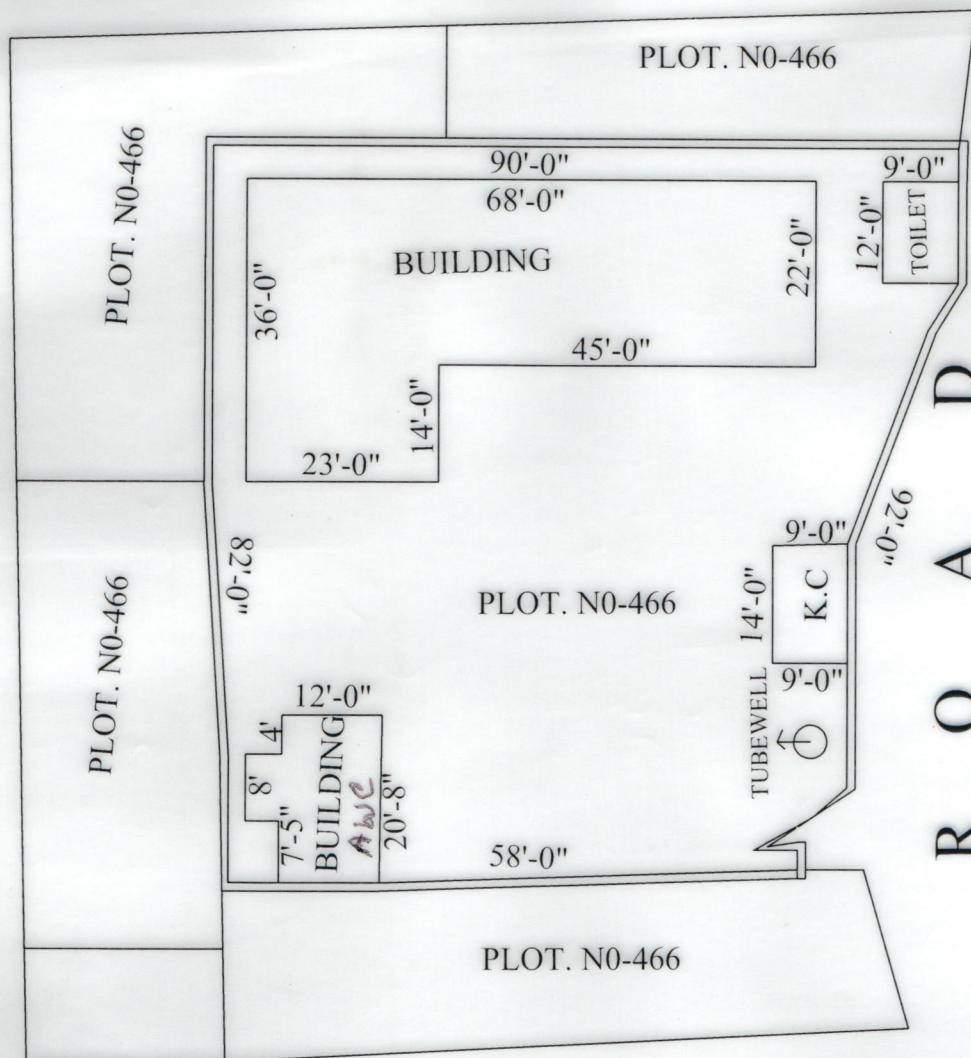 PLOT. N0-466
PLOT. N0-466
90'-0"
68'-0"
9'-0"
TOILET
12'-0"
BUILDING
36'-0"
22'-0"
45'-0"
14'-0"
23'-0"
R O A D
92'-0"
82'-0"
9'-0"
PLOT. N0-466
14'-0"
K.C
9'-0"
PLOT. N0-466
TUBEWELL
12'-0"
4'
8'
BUILDING
AWC
7'-5"
20'-8"
58'-0"
PLOT. N0-466